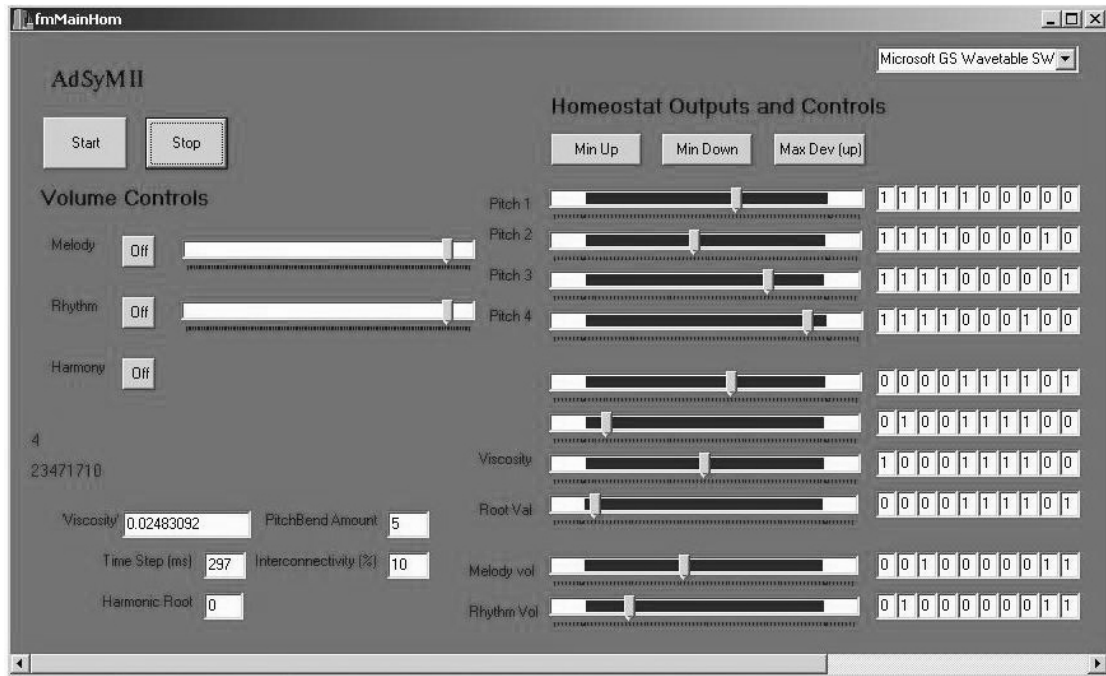 fmMainHom
Microsoft GS Wavetable SW
AdSyM II
Start
Stop
Homeostat Outputs and Controls
Min Up
Min Down
Max Dev (up)
Volume Controls
Pitch 1
1 1 1 1 1 0 0 0 0 0
Melody
Off
Pitch 2
1 1 1 1 0 0 0 0 1 0
Pitch 3
1 1 1 1 0 0 0 0 0 1
Rhythm
Off
Pitch 4
1 1 1 1 0 0 0 1 0 0
Harmony
Off
0 0 0 0 1 1 1 1 0 1
4
0 1 0 0 1 1 1 1 0 0
23471710
Viscosity
1 0 0 0 1 1 1 1 0 0
Root Val
0 0 0 0 1 1 1 1 0 1
'Viscosity' 0.02483092
PitchBend Amount 5
Time Step (ms) 297
Interconnectivity (%) 10
Melody vol
0 0 1 0 0 0 0 0 1 1
Harmonic Root 0
Rhythm Vol
0 1 0 0 0 0 0 0 1 1